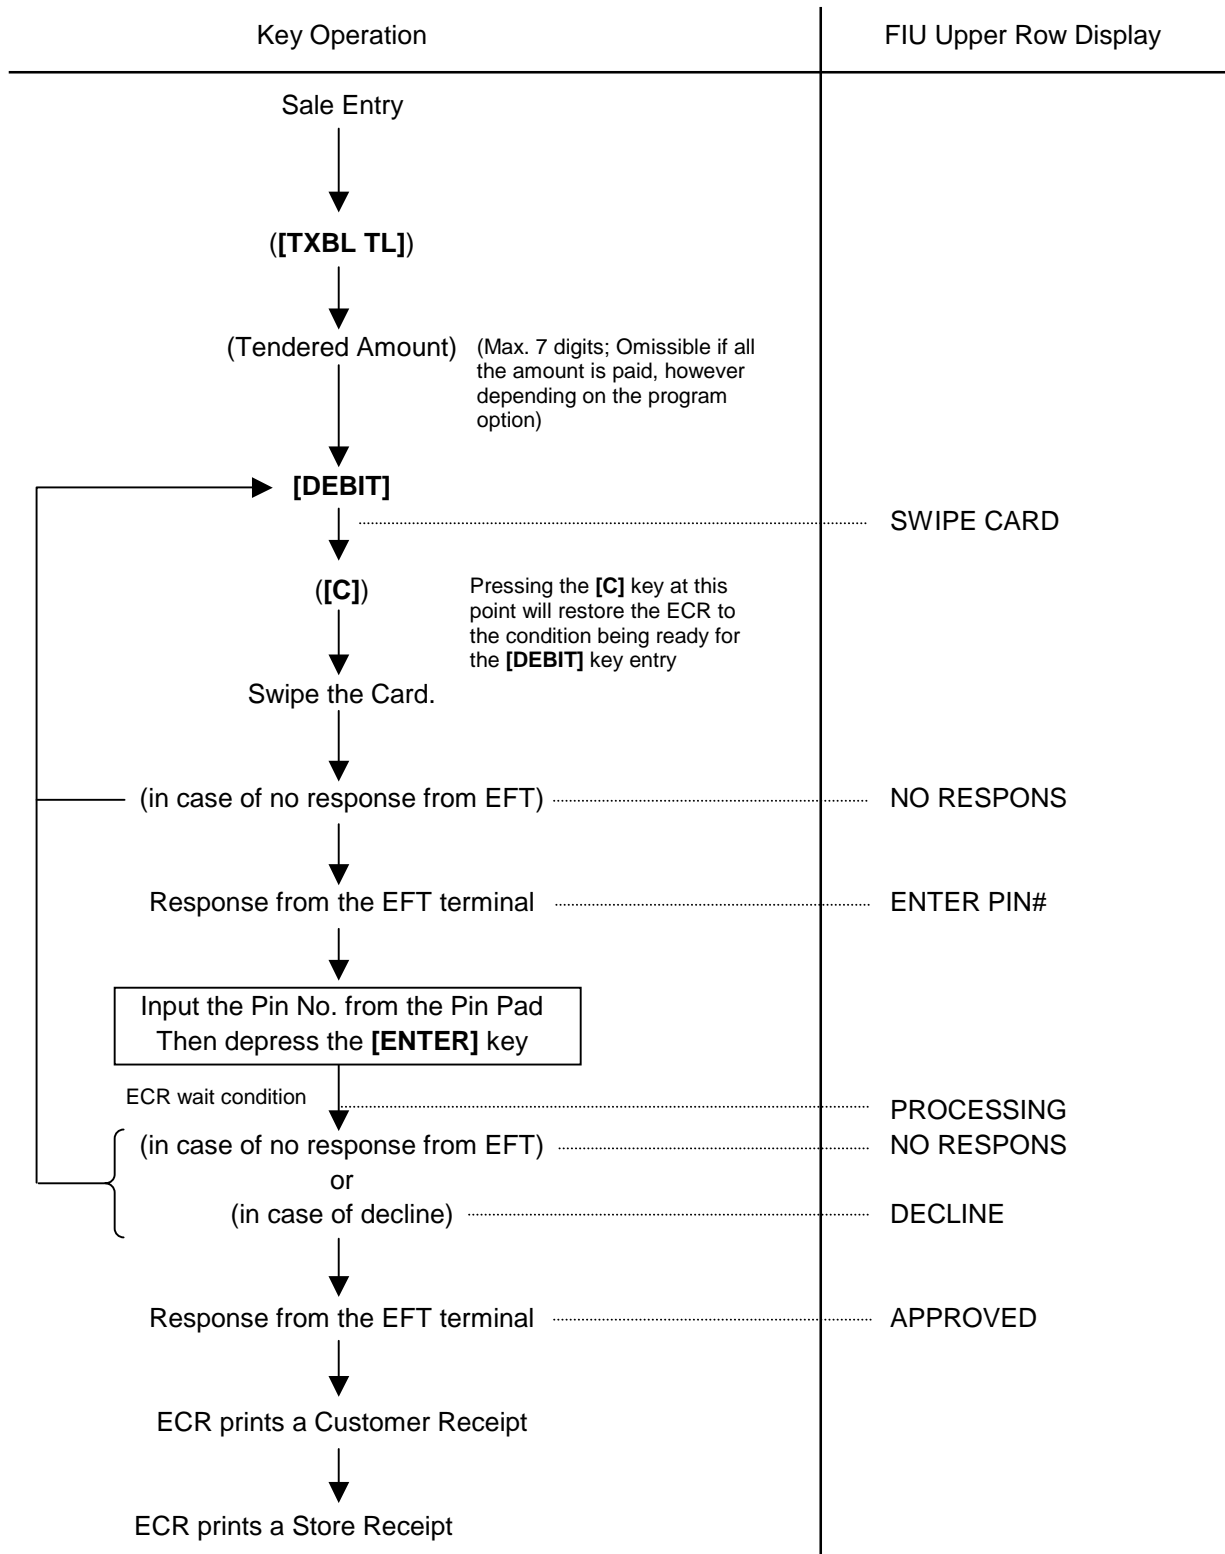 Key Operation
FIU Upper Row Display
Sale Entry
([TXBL TL])
(Tendered Amount)
(Max. 7 digits; Omissible if all
the amount is paid, however
depending on the program
option)
[DEBIT]
SWIPE CARD
([C])
Pressing the [C] key at this
point will restore the ECR to
the condition being ready for
the [DEBIT] key entry
Swipe the Card.
(in case of no response from EFT)
NO RESPONS
Response from the EFT terminal
ENTER PIN#
Input the Pin No. from the Pin Pad
Then depress the [ENTER] key
ECR wait condition
PROCESSING
(in case of no response from EFT)
NO RESPONS
or
(in case of decline)
DECLINE
Response from the EFT terminal
APPROVED
ECR prints a Customer Receipt
ECR prints a Store Receipt